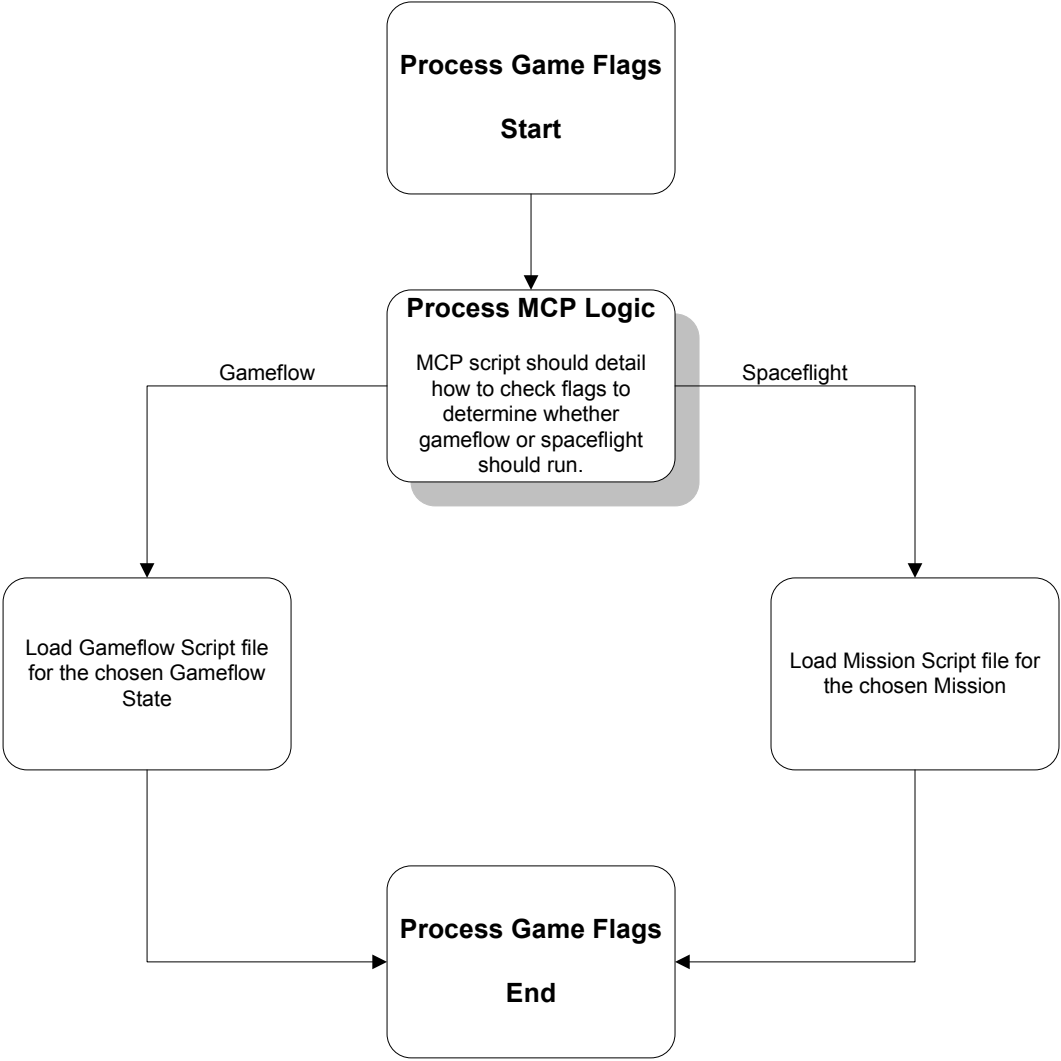 Process Game Flags
Start
Process MCP Logic
MCP script should detail
how to check flags to
determine whether
gameflow or spaceflight
should run.
Gameflow
Spaceflight
Load Gameflow Script file
for the chosen Gameflow
State
Load Mission Script file for
the chosen Mission
Process Game Flags
End